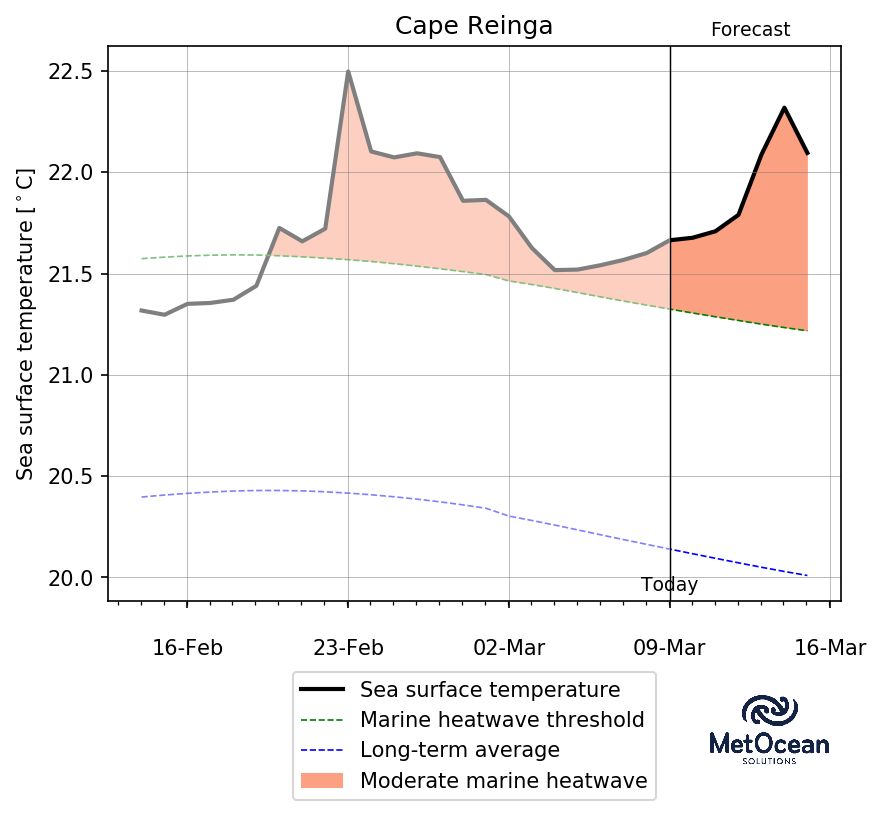 Cape Reinga
Forecast
Sea surface temperature [°C]
22.5
22.0
21.5
21.0
20.5
20.0
Today
16-Feb 23-Feb 02-Mar 09-Mar 16-Mar
Sea surface temperature
Marine heatwave threshold
Long-term average
Moderate marine heatwave
MetOcean
SOLUTIONS